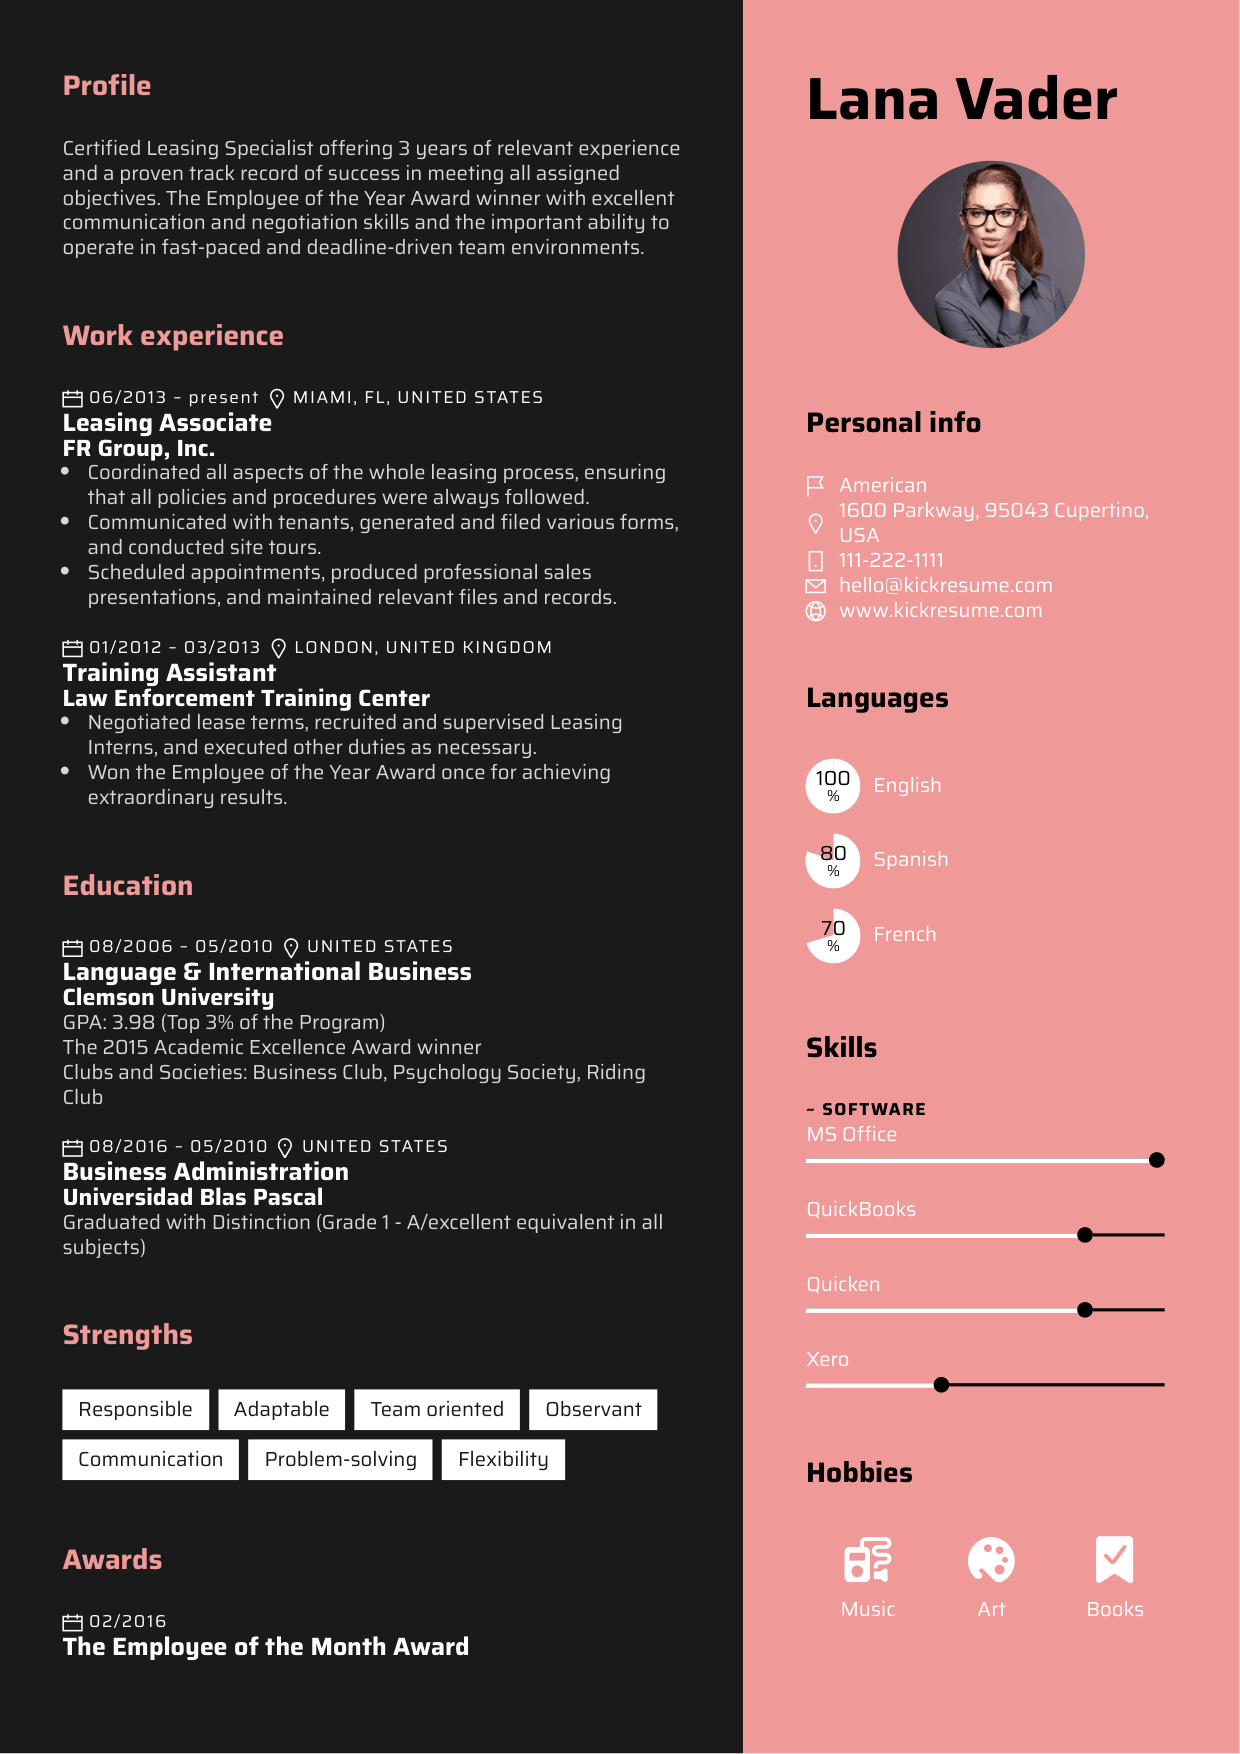 Profile
Certified Leasing Specialist offering 3 years of relevant experience
and a proven track record of success in meeting all assigned
objectives. The Employee of the Year Award winner with excellent
communication and negotiation skills and the important ability to
operate in fast-paced and deadline-driven team environments.
Work experience
06/2013 – present MIAMI, FL, UNITED STATES
Leasing Associate
FR Group, Inc.
• Coordinated all aspects of the whole leasing process, ensuring
that all policies and procedures were always followed.
• Communicated with tenants, generated and filed various forms,
and conducted site tours.
• Scheduled appointments, produced professional sales
presentations, and maintained relevant files and records.
01/2012 – 03/2013 LONDON, UNITED KINGDOM
Training Assistant
Law Enforcement Training Center
• Negotiated lease terms, recruited and supervised Leasing
Interns, and executed other duties as necessary.
• Won the Employee of the Year Award once for achieving
extraordinary results.
Education
08/2006 – 05/2010 UNITED STATES
Language & International Business
Clemson University
GPA: 3.98 (Top 3% of the Program)
The 2015 Academic Excellence Award winner
Clubs and Societies: Business Club, Psychology Society, Riding
Club
08/2016 – 05/2010 UNITED STATES
Business Administration
Universidad Blas Pascal
Graduated with Distinction (Grade 1 - A/excellent equivalent in all
subjects)
Strengths
Responsible Adaptable Team oriented Observant
Communication Problem-solving Flexibility
Awards
02/2016
The Employee of the Month Award
Lana Vader
Personal info
American
1600 Parkway, 95043 Cupertino,
USA
111-222-1111
hello@kickresume.com
www.kickresume.com
Languages
100
%
English
80
%
Spanish
70
%
French
Skills
~ SOFTWARE
MS Office
QuickBooks
Quicken
Xero
Hobbies
Music Art Books